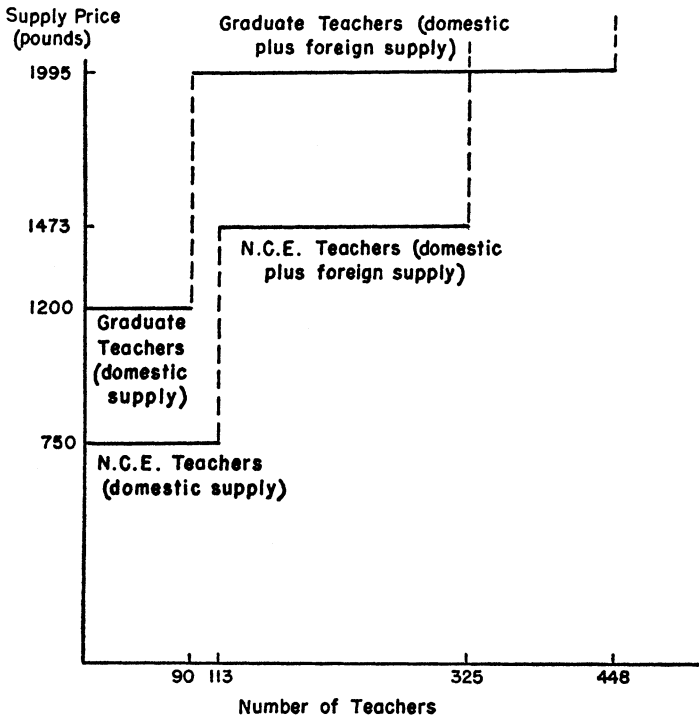 Supply Price
(pounds)
Graduate Teachers (domestic
plus foreign supply)
1995
1473
N.C.E. Teachers (domestic
plus foreign supply)
1200
Graduate
Teachers
(domestic
supply)
750
N.C.E. Teachers
(domestic supply)
90 113 325 448
Number of Teachers